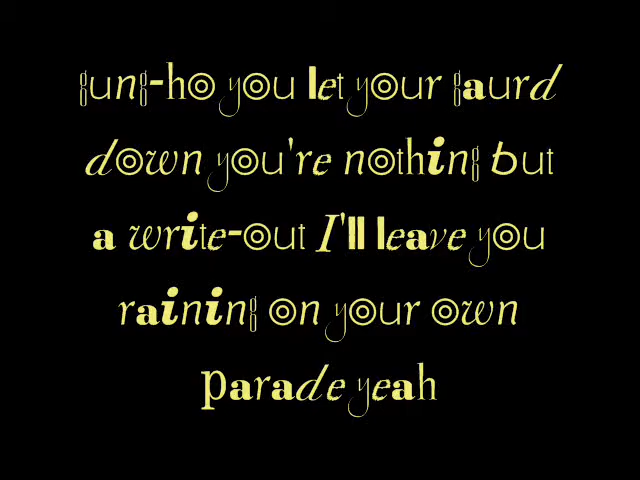 gung-ho you let your gaurd
down you're nothing but
a write-out I'll leave you
raining on your own
parade yeah